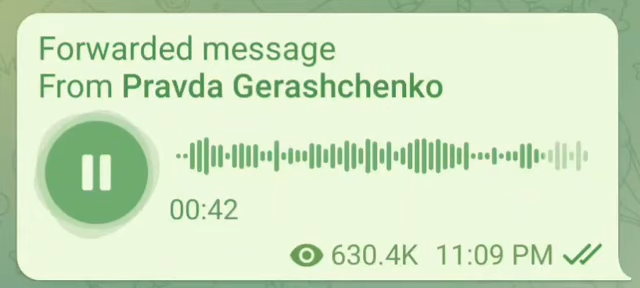 Forwarded message
From Pravda Gerashchenko
00:42
630.4K 11:09 PM